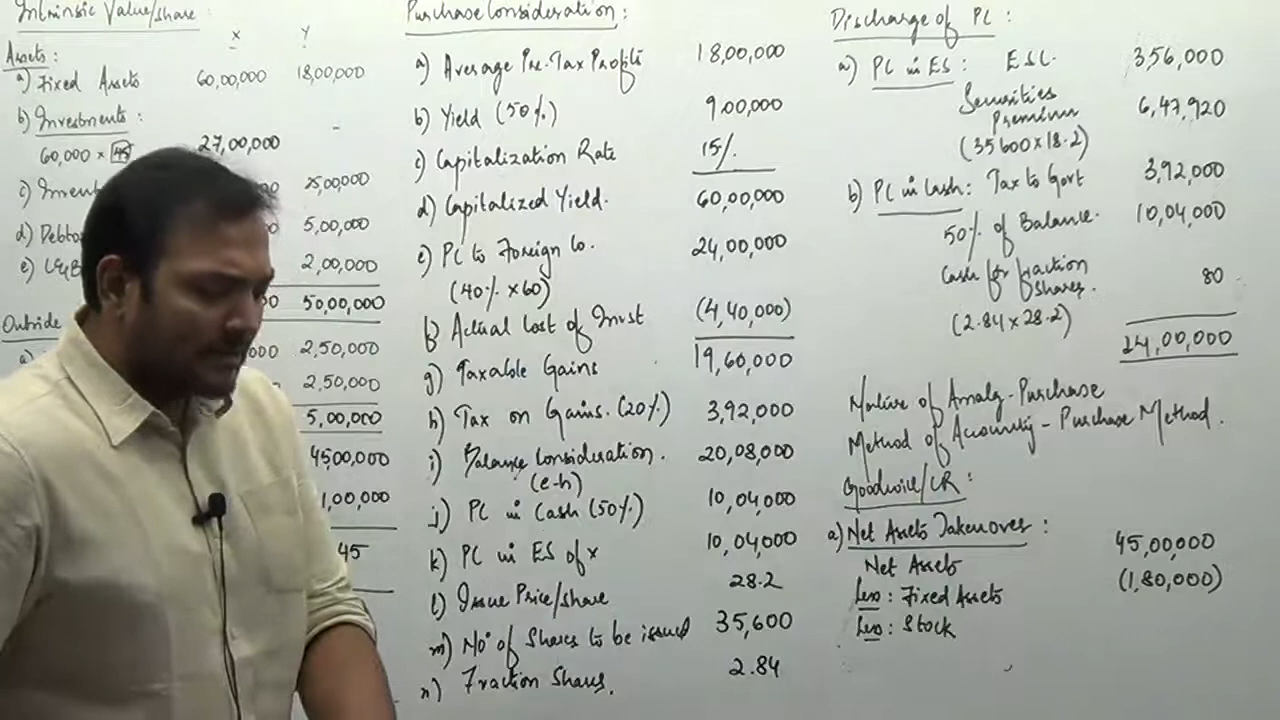 Intrinsic Value/share
X Y
Assets:
a) Fixed Assets 60,00,000 18,00,000
b) Investments: -
60,000 x 45 27,00,000
c) 25,00,000
d) 5,00,000
e) 2,00,000
50,00,000
Outside
a) 2,50,000
2,50,000
5,00,000
4500,000
1,00,000
45
Purchase Consideration:
a) Average Pre-Tax Profits 18,00,000
b) Yield (50%) 9,00,000
c) Capitalization Rate 15%
d) Capitalized Yield. 60,00,000
e) PC to Foreign Co. 24,00,000
(40% x 60)
f) Actual Cost of Invst (4,40,000)
g) Taxable Gains 19,60,000
h) Tax on Gains. (20%) 3,92,000
i) Balance Consideration. 20,08,000
(e-h)
j) PC in Cash (50%) 10,04,000
k) PC in ES of x 10,04,000
l) Issue Price/share 28.2
m) No of Shares to be issued 35,600
n) Fraction Shares. 2.84
Discharge of PC:
a) PC in ES: ESC. 3,56,000
Securities Premium 6,47,920
(35600 x 18.2)
b) PC in Cash: Tax to Govt 3,92,000
50% of Balance. 10,04,000
Cash for fraction shares. 80
(2.84 x 28.2)
24,00,000
Nature of Amalg - Purchase
Method of Accounting - Purchase Method.
Goodwill/CR:
a) Net Assets Takenover:
Net Assets 45,00,000
Less: Fixed Assets (1,80,000)
Less: Stock